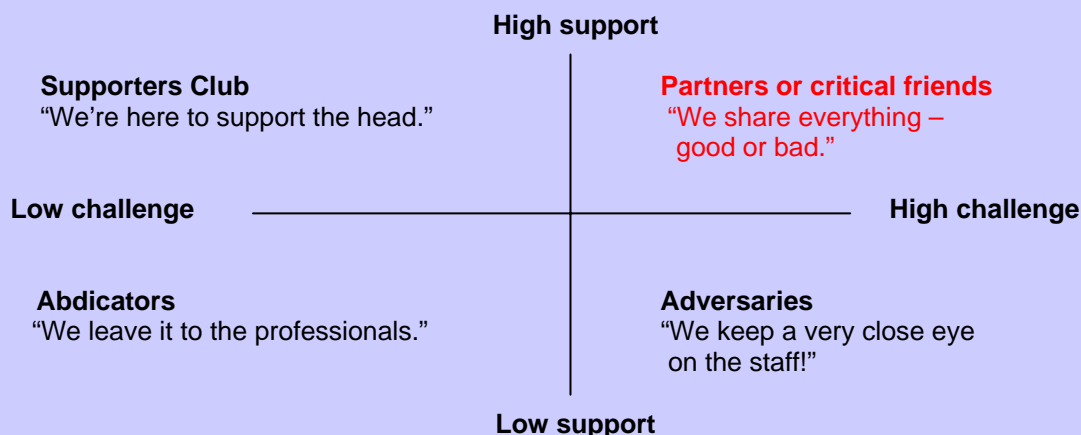 High support
Supporters Club
“We’re here to support the head.”
Partners or critical friends
“We share everything –
good or bad.”
Low challenge
High challenge
Abdicators
“We leave it to the professionals.”
Adversaries
“We keep a very close eye
on the staff!”
Low support